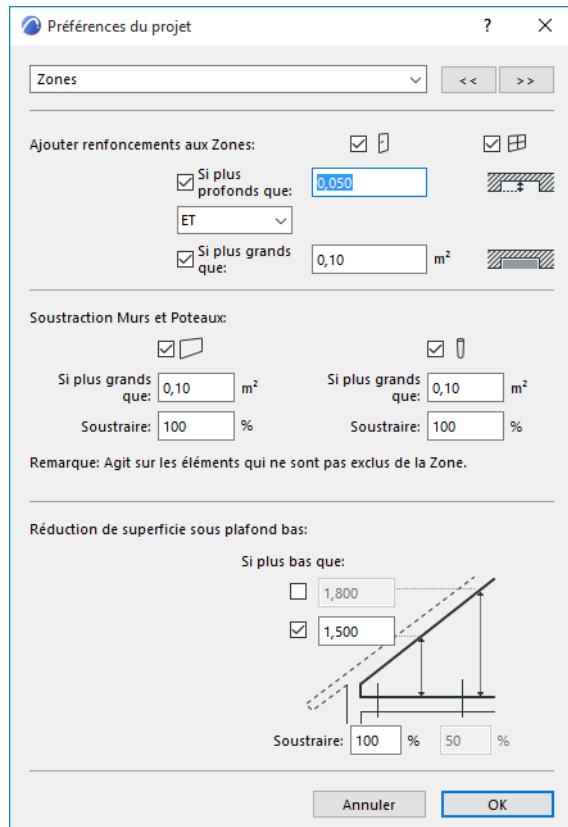 Préférences du projet
?
Zones
<<
>>
Ajouter renfoncements aux Zones:
Si plus
profonds que:
0,050
ET
Si plus grands
que:
0,10
m²
Soustraction Murs et Poteaux:
Si plus grands
que:
0,10
m²
Si plus grands
que:
0,10
m²
Soustraire:
100
%
Soustraire:
100
%
Remarque: Agit sur les éléments qui ne sont pas exclus de la Zone.
Réduction de superficie sous plafond bas:
Si plus bas que:
1,800
1,500
Soustraire:
100
%
50
%
Annuler
OK